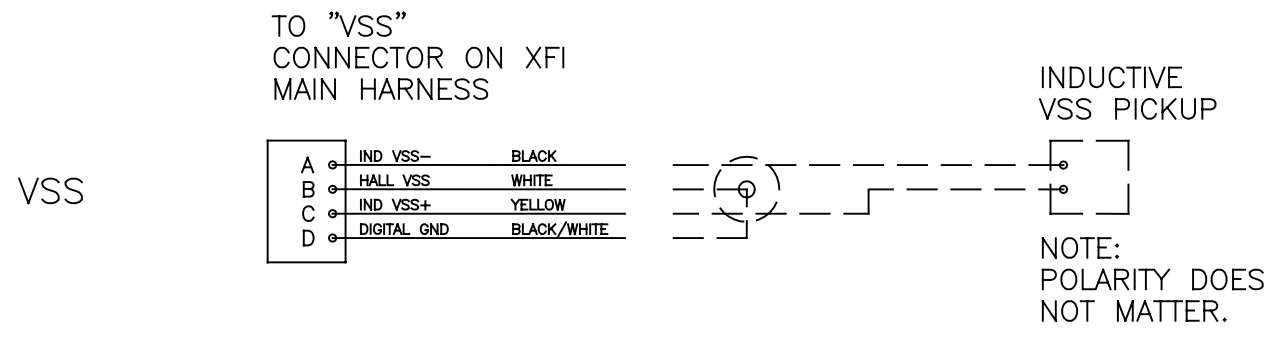 TO "VSS"
CONNECTOR ON XFI
MAIN HARNESS
INDUCTIVE
VSS PICKUP
VSS
A IND VSS- BLACK
B HALL VSS WHITE
C IND VSS+ YELLOW
D DIGITAL GND BLACK/WHITE
NOTE:
POLARITY DOES
NOT MATTER.